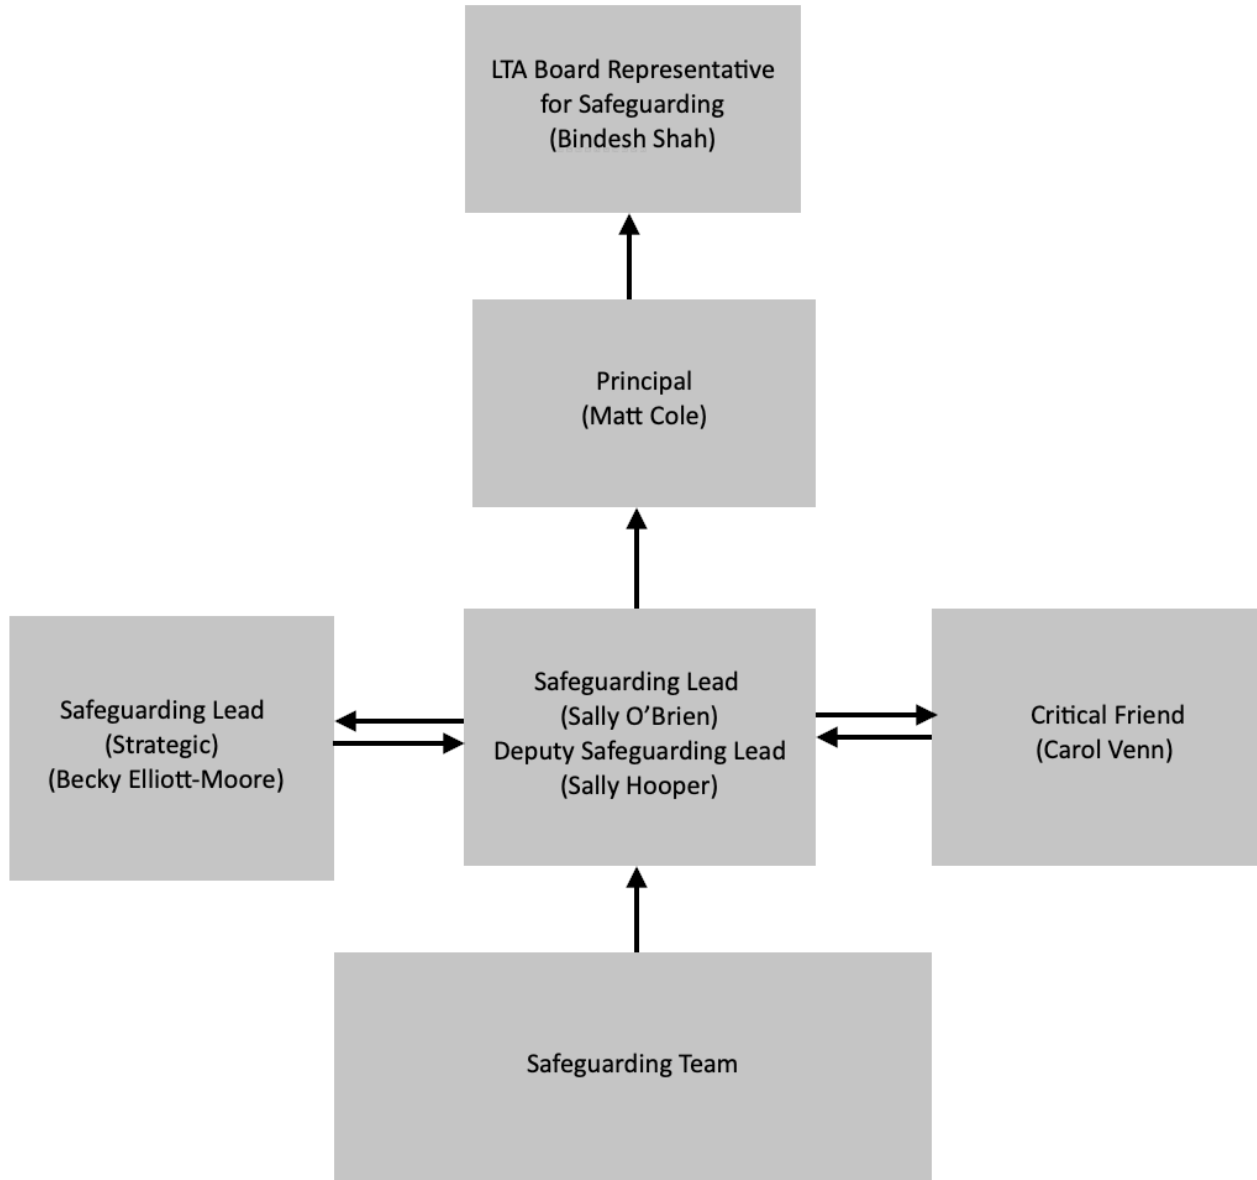 LTA Board Representative
for Safeguarding
(Bindesh Shah)
Principal
(Matt Cole)
Safeguarding Lead
(Strategic)
(Becky Elliott-Moore)
Safeguarding Lead
(Sally O’Brien)
Deputy Safeguarding Lead
(Sally Hooper)
Critical Friend
(Carol Venn)
Safeguarding Team